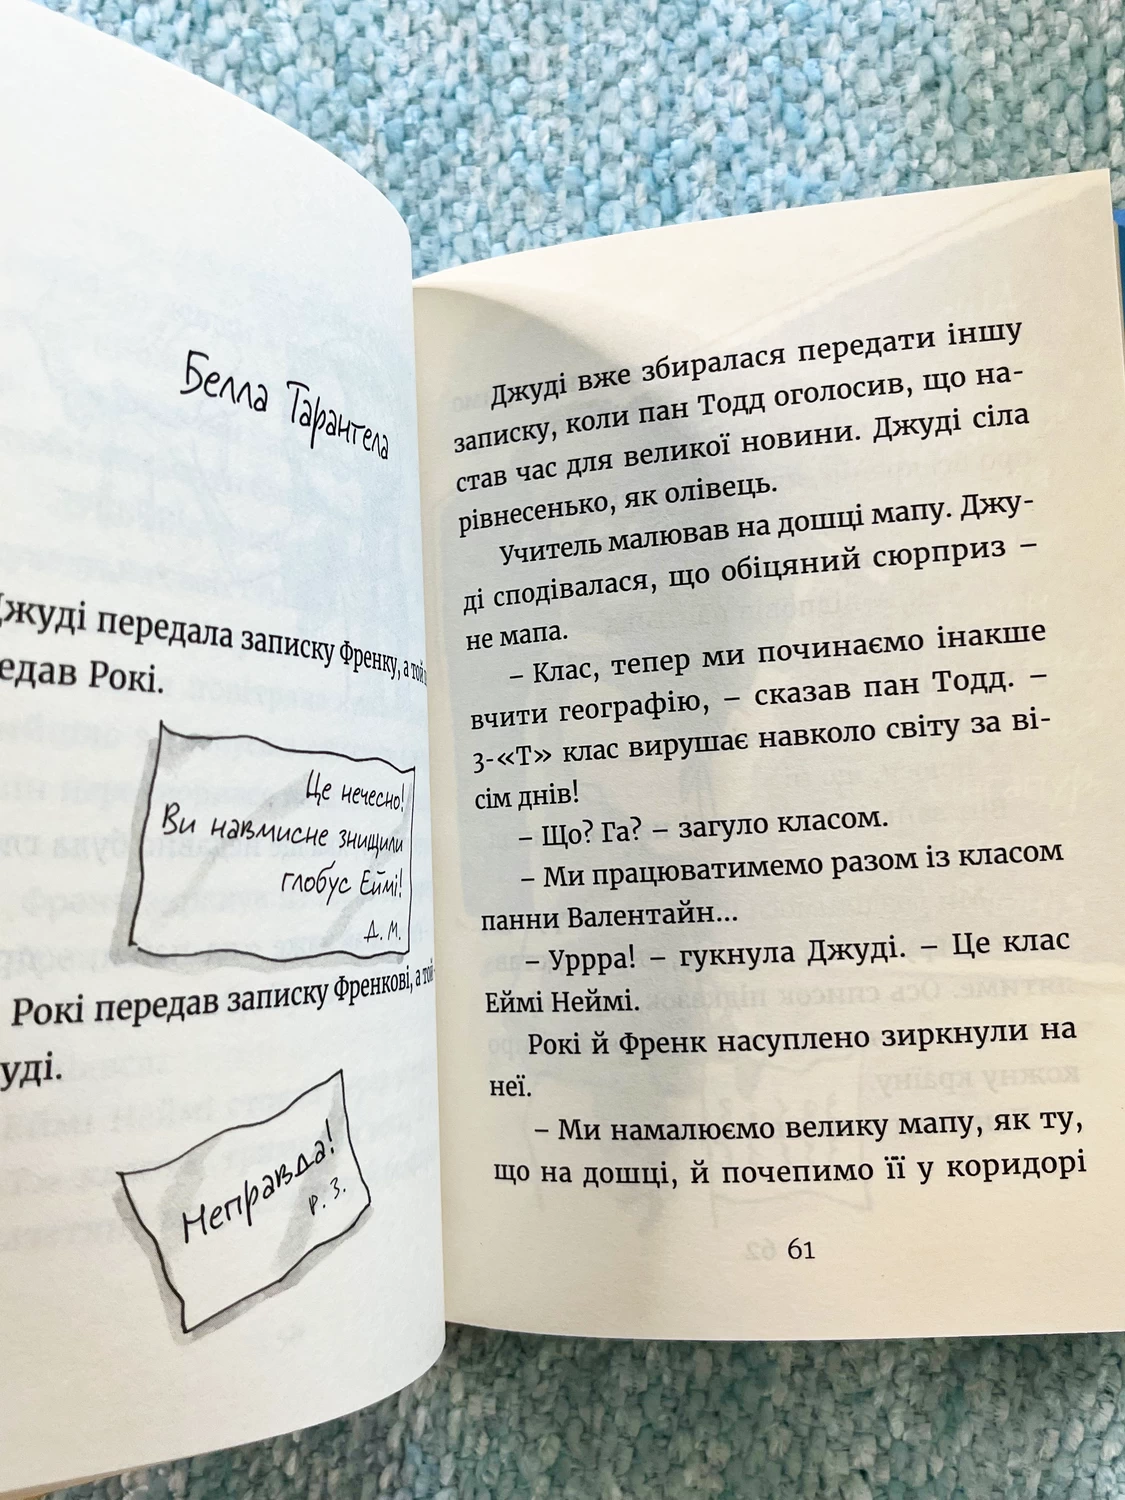 Белла Тарантела
Джуді передала записку Френку, а той
едав Рокі.
Це нечесно!
Ви навмисне знищили
глобус Еймі!
Д. М.
Рокі передав записку Френкові, а той
уді.
Неправда!
Р. З.
Джуді вже збиралася передати іншу
записку, коли пан Тодд оголосив, що на-
став час для великої новини. Джуді сіла
рівнесенько, як олівець.
Учитель малював на дошці мапу. Джу-
ді сподівалася, що обіцяний сюрприз –
не мапа.
– Клас, тепер ми починаємо інакше
вчити географію, – сказав пан Тодд. –
3-«Т» клас вирушає навколо світу за ві-
сім днів!
– Що? Га? – загуло класом.
– Ми працюватимемо разом із класом
панни Валентайн...
– Уррра! – гукнула Джуді. – Це клас
Еймі Неймі.
Рокі й Френк насуплено зиркнули на
неї.
– Ми намалюємо велику мапу, як ту,
що на дошці, й почепимо її у коридорі
61